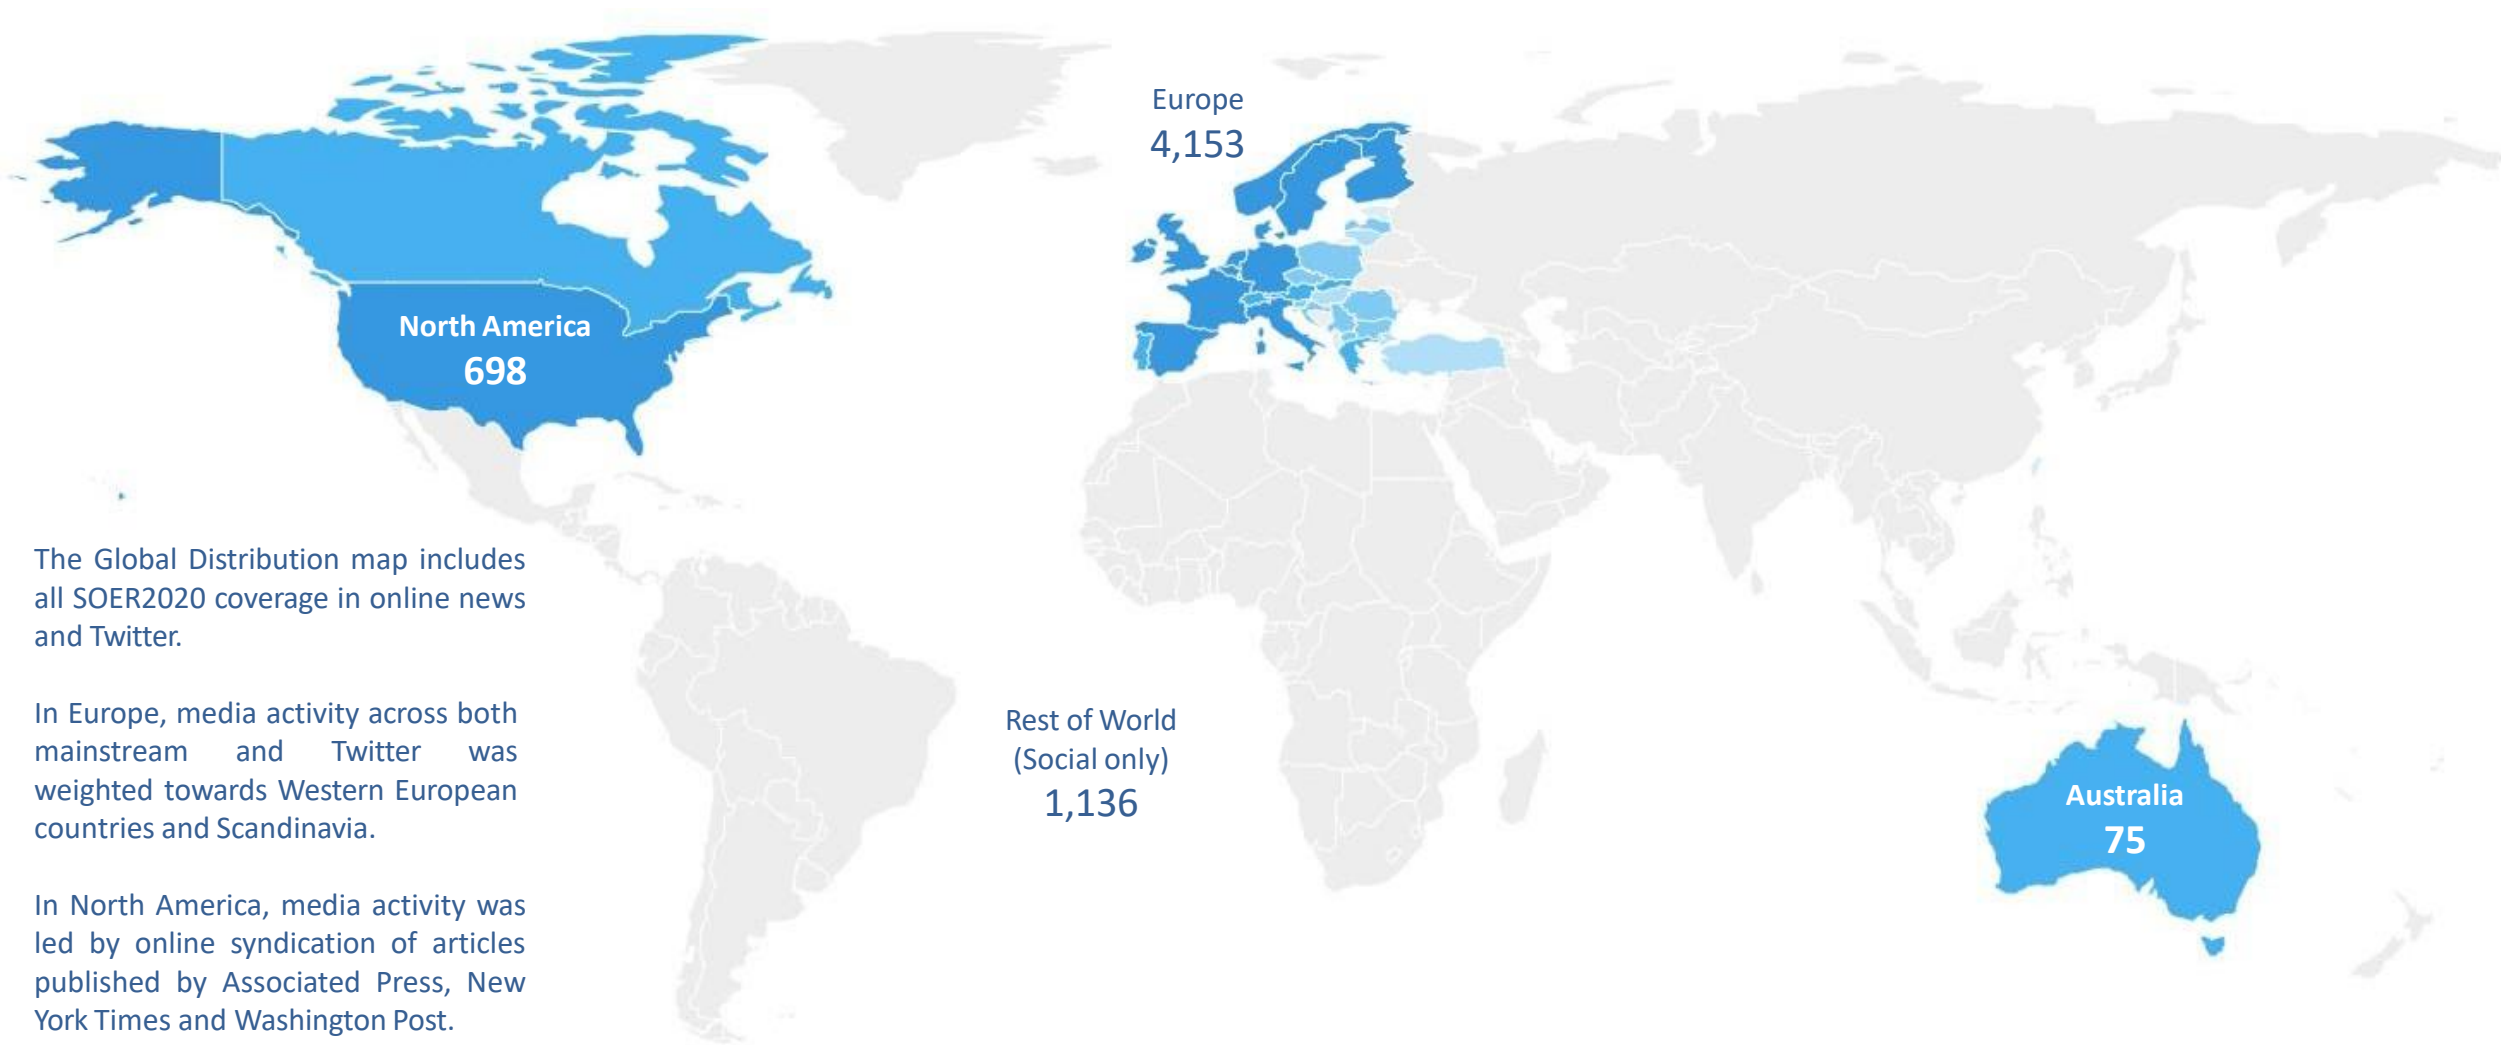 Europe
4,153
North America
698
The Global Distribution map includes
all SOER2020 coverage in online news
and Twitter.
In Europe, media activity across both
mainstream and Twitter was
weighted towards Western European
countries and Scandinavia.
In North America, media activity was
led by online syndication of articles
published by Associated Press, New
York Times and Washington Post.
Rest of World
(Social only)
1,136
Australia
75